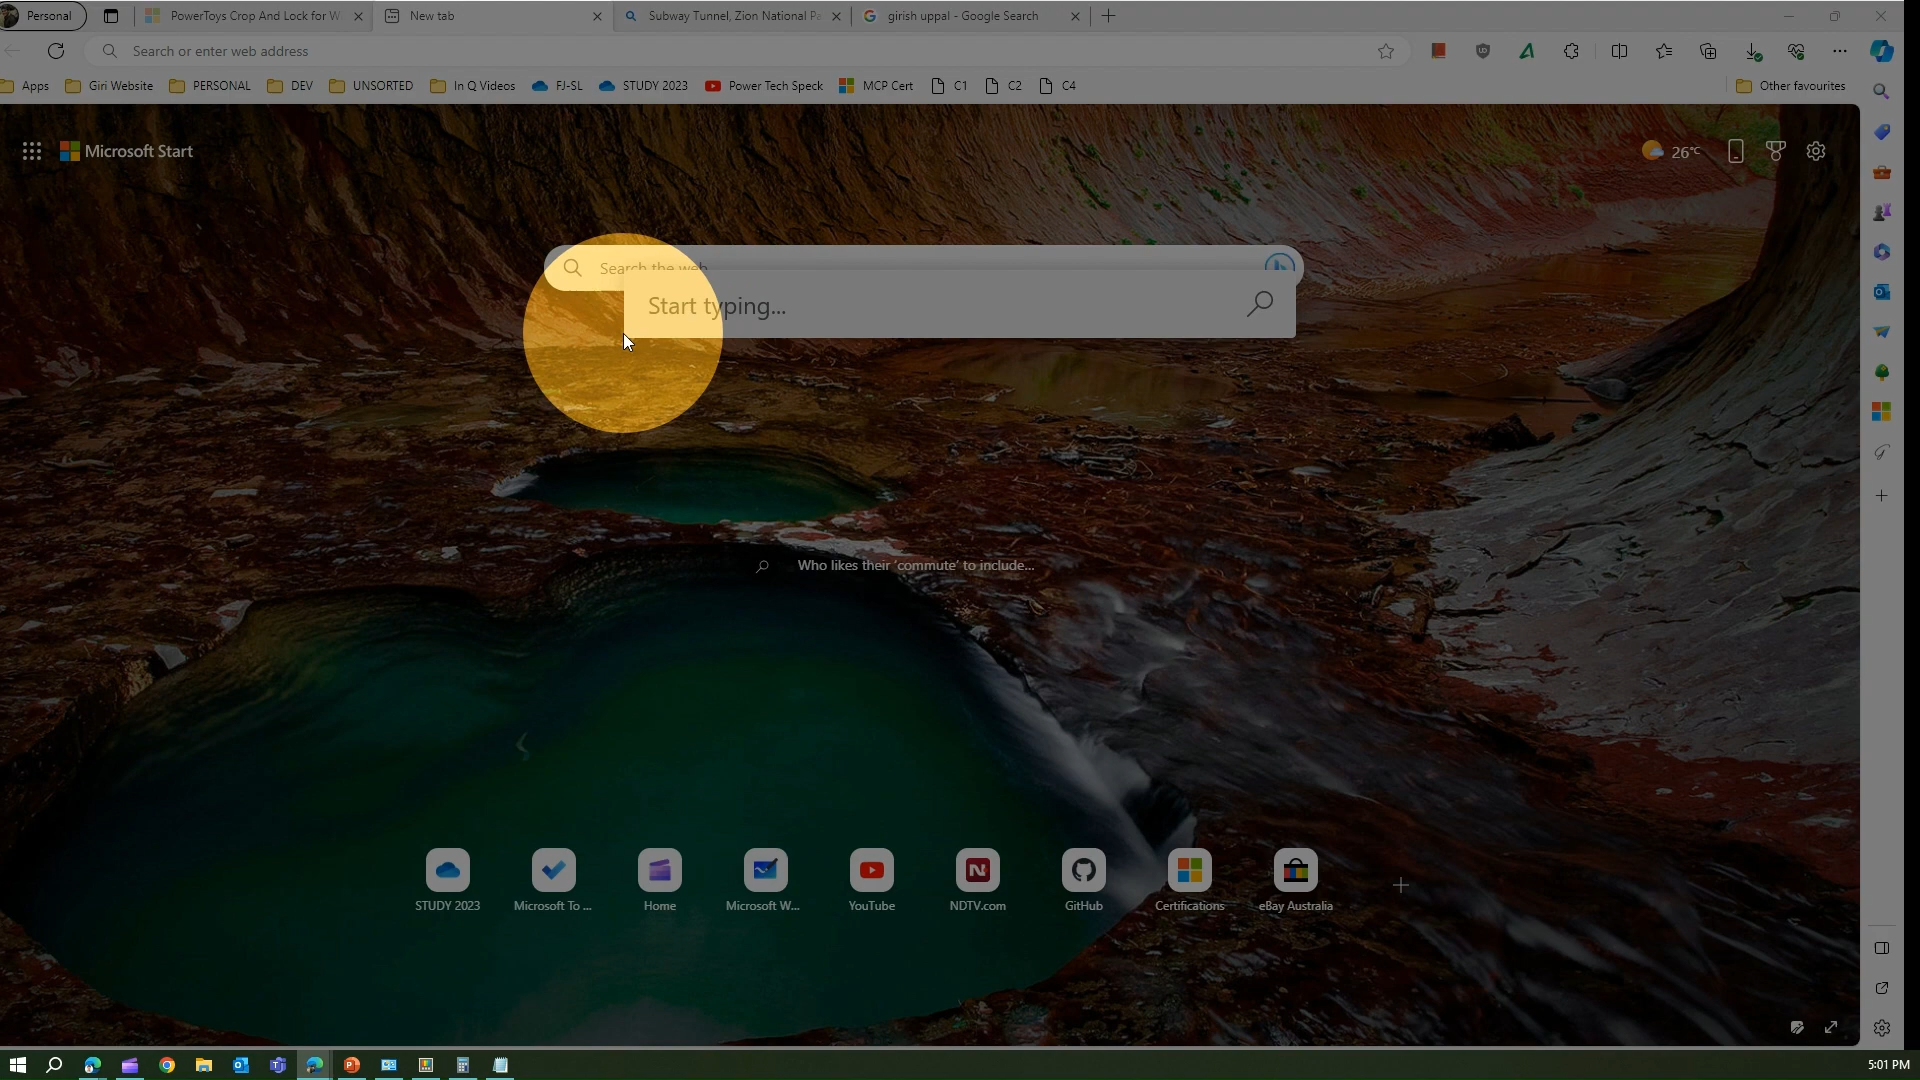 Personal
PowerToys Crop And Lock for W
New tab
Subway Tunnel, Zion National Pa
girish uppal - Google Search
Search or enter web address
Apps
Giri Website
PERSONAL
DEV
UNSORTED
In Q Videos
FJ-SL
STUDY 2023
Power Tech Speck
MCP Cert
C1
C2
C4
Other favourites
Microsoft Start
26°C
Search the web
Start typing...
Who likes their 'commute' to include...
STUDY 2023
Microsoft To ...
Home
Microsoft W...
YouTube
NDTV.com
GitHub
Certifications
eBay Australia
5:01 PM